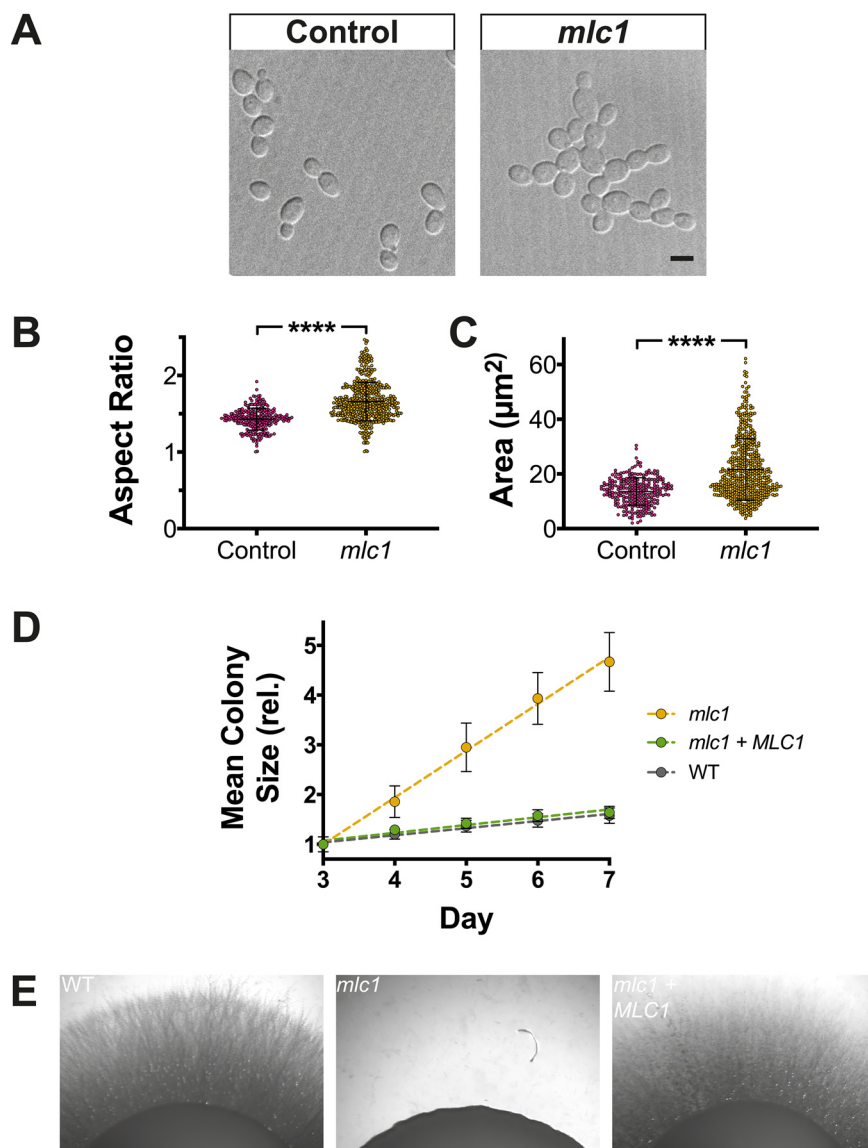 A
Control
mlc1
B
Aspect Ratio
2
1
0
****
Control
mlc1
C
Area (µm²)
60
40
20
0
****
Control
mlc1
D
Mean Colony
Size (rel.)
5
4
3
2
1
3 4 5 6 7
Day
mlc1
mlc1 + MLC1
WT
E
WT
mlc1
mlc1 +
MLC1